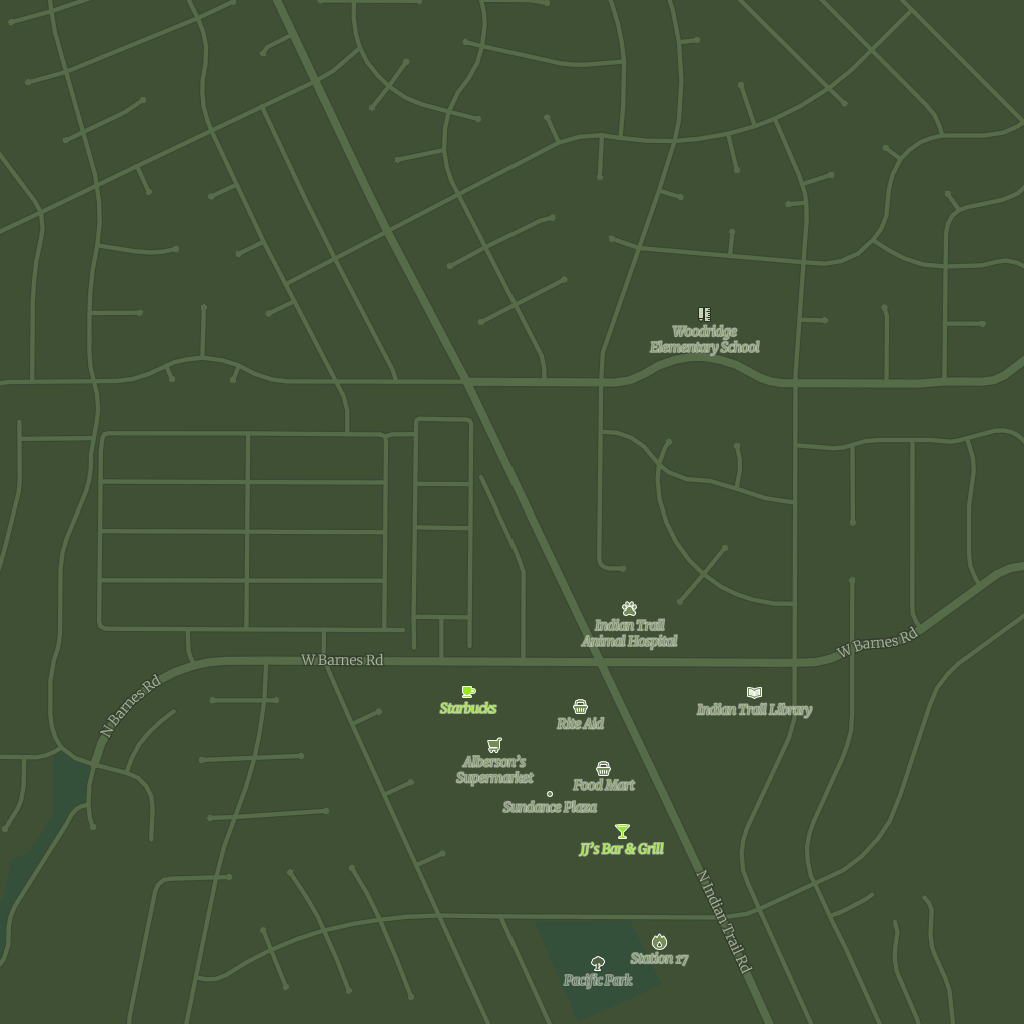 Woodridge
Elementary School
Indian Trail
Animal Hospital
W Barnes Rd
W Barnes Rd
N Barnes Rd
Starbucks
Rite Aid
Indian Trail Library
Alberson's
Supermarket
Food Mart
Sundance Plaza
JJ's Bar & Grill
N Indian Trail Rd
Station 17
Pacific Park